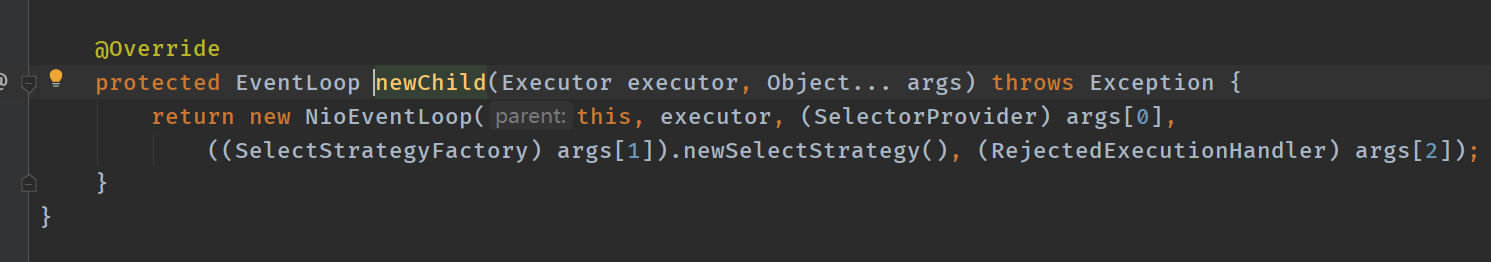 @Override
protected EventLoop newChild(Executor executor, Object... args) throws Exception {
return new NioEventLoop( parent: this, executor, (SelectorProvider) args[0],
((SelectStrategyFactory) args[1]).newSelectStrategy(), (RejectedExecutionHandler) args[2]);
}
}